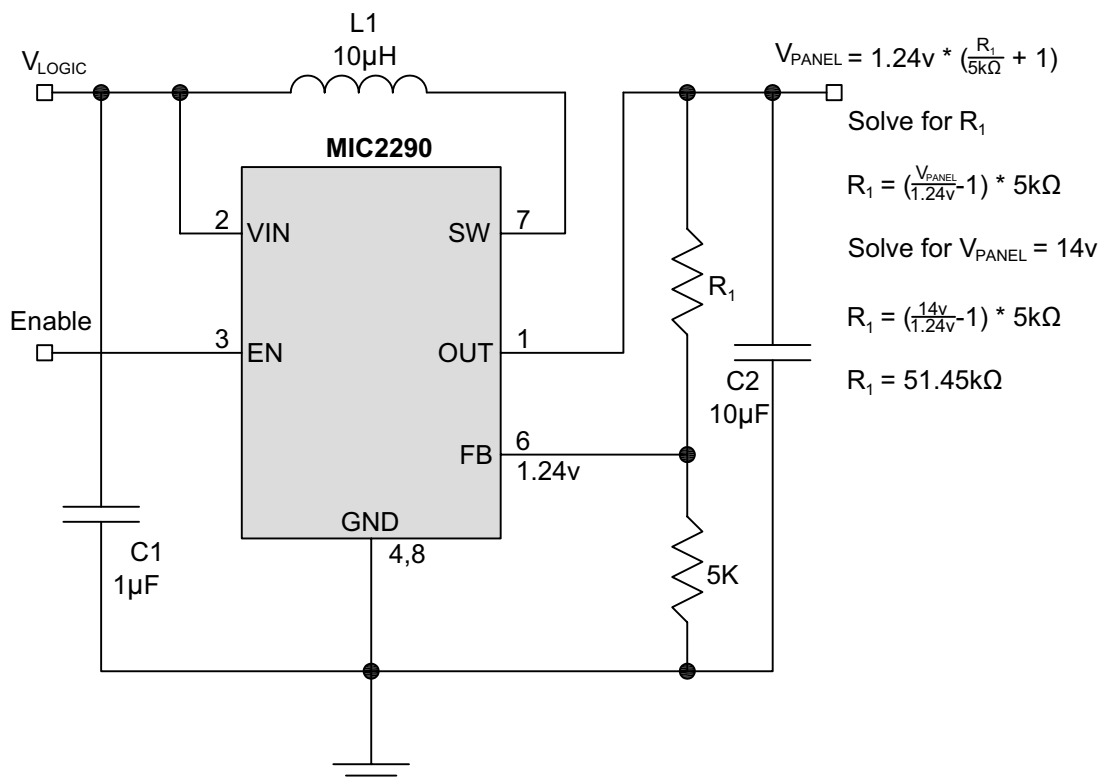 L1
10µH
V_LOGIC
V_PANEL = 1.24v * (R₁/5kΩ + 1)
Solve for R₁
MIC2290
R₁ = (V_PANEL/1.24v-1) * 5kΩ
2
VIN
SW
7
Solve for V_PANEL = 14v
R₁
R₁ = (14v/1.24v-1) * 5kΩ
Enable
3
EN
OUT
1
C2
10µF
R₁ = 51.45kΩ
FB
6
1.24v
GND
4,8
C1
1µF
5K